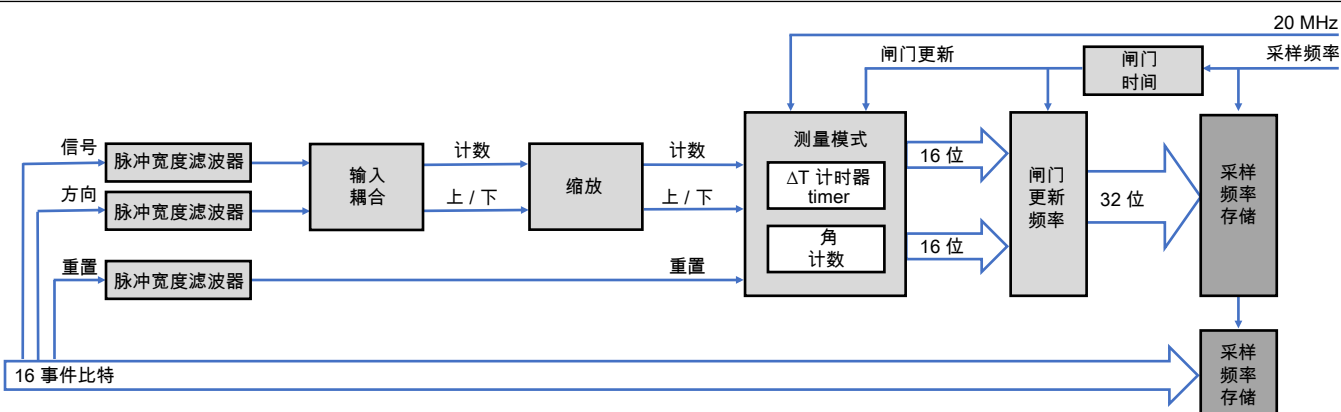 20 MHz
闸门更新
闸门
时间
采样频率
信号
脉冲宽度滤波器
方向
脉冲宽度滤波器
重置
脉冲宽度滤波器
输入
耦合
计数
上 / 下
缩放
计数
上 / 下
重置
测量模式
ΔT 计时器
timer
角
计数
16 位
16 位
闸门
更新
频率
32 位
采样
频率
存储
16 事件比特
采样
频率
存储